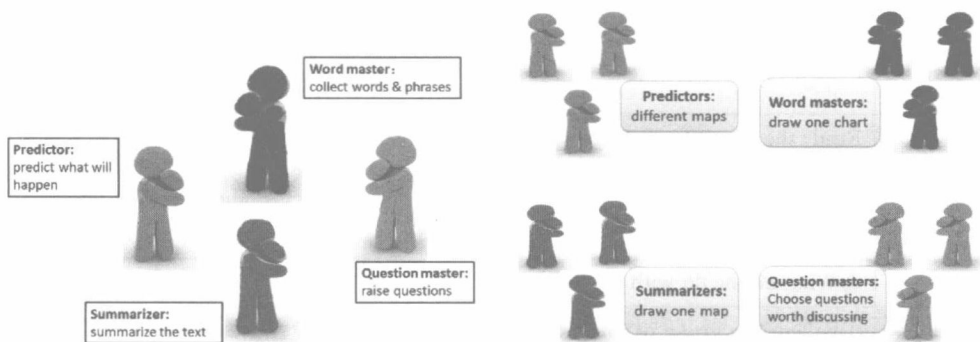 Word master：
collect words & phrases
Predictor:
predict what will
happen
Question master:
raise questions
Summarizer:
summarize the text
Predictors:
different maps
Word masters:
draw one chart
Summarizers:
draw one map
Question masters:
Choose questions
worth discussing